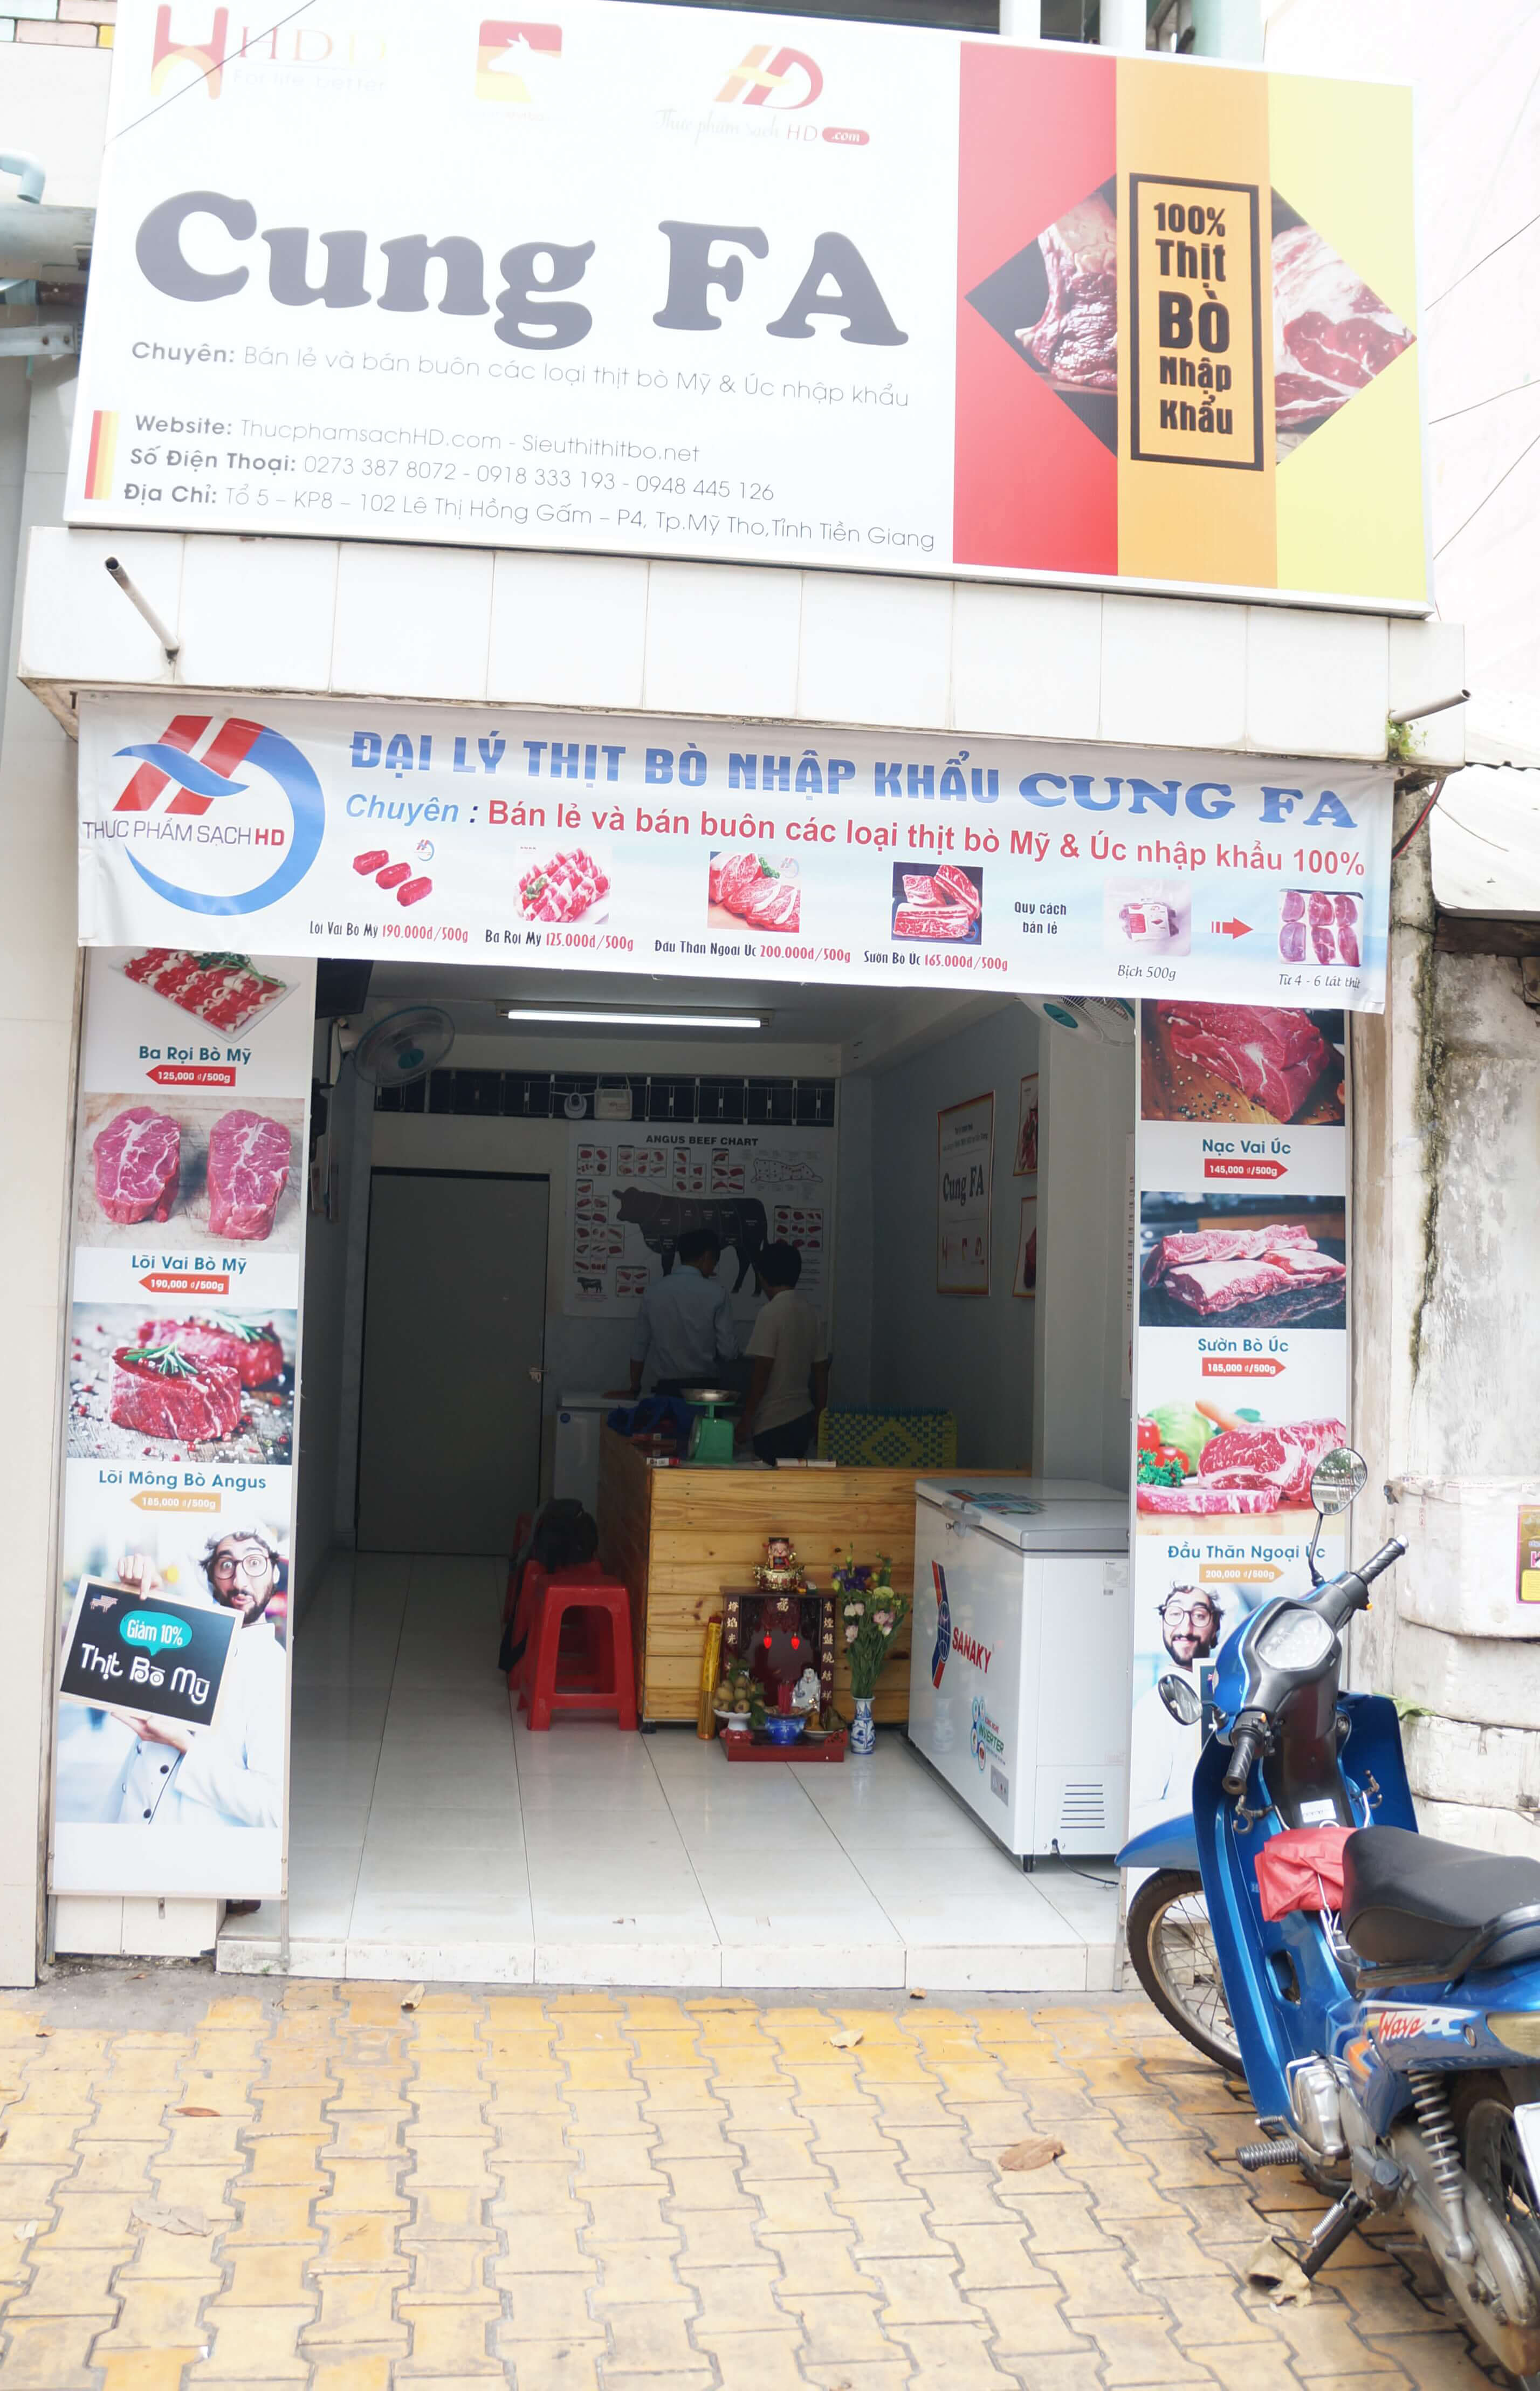 HDH
For life better
Thực phẩm sạch HD .com
Cung FA
Chuyên: Bán lẻ và bán buôn các loại thịt bò Mỹ & Úc nhập khẩu
Website: ThucphamsachHD.com - Sieuthithitbo.net
Số Điện Thoại: 0273 387 8072 - 0918 333 193 - 0948 445 126
Địa Chỉ: Tổ 5 – KP8 – 102 Lê Thị Hồng Gấm – P4, Tp.Mỹ Tho,Tỉnh Tiền Giang
100%
Thịt
BÒ
Nhập
Khẩu
THỰC PHẨM SẠCH HD
ĐẠI LÝ THỊT BÒ NHẬP KHẨU CUNG FA
Chuyên : Bán lẻ và bán buôn các loại thịt bò Mỹ & Úc nhập khẩu 100%
Lõi Vai Bò Mỹ 190.000đ/500g
Ba Rọi Mỹ 125.000đ/500g
Đầu Thăn Ngoại Úc 200.000đ/500g
Sườn Bò Úc 165.000đ/500g
Quy cách
bán lẻ
Bịch 500g
Từ 4 - 6 lát thịt
Ba Rọi Bò Mỹ
125,000 đ/500g
Lõi Vai Bò Mỹ
190,000 đ/500g
Lõi Mông Bò Angus
185,000 đ/500g
Giảm 10%
Thịt Bò Mỹ
ANGUS BEEF CHART
Cung FA
Nạc Vai Úc
145,000 đ/500g
Sườn Bò Úc
185,000 đ/500g
Đầu Thăn Ngoại Úc
200,000 đ/500g
SANAKY
INVERTER
Wave α